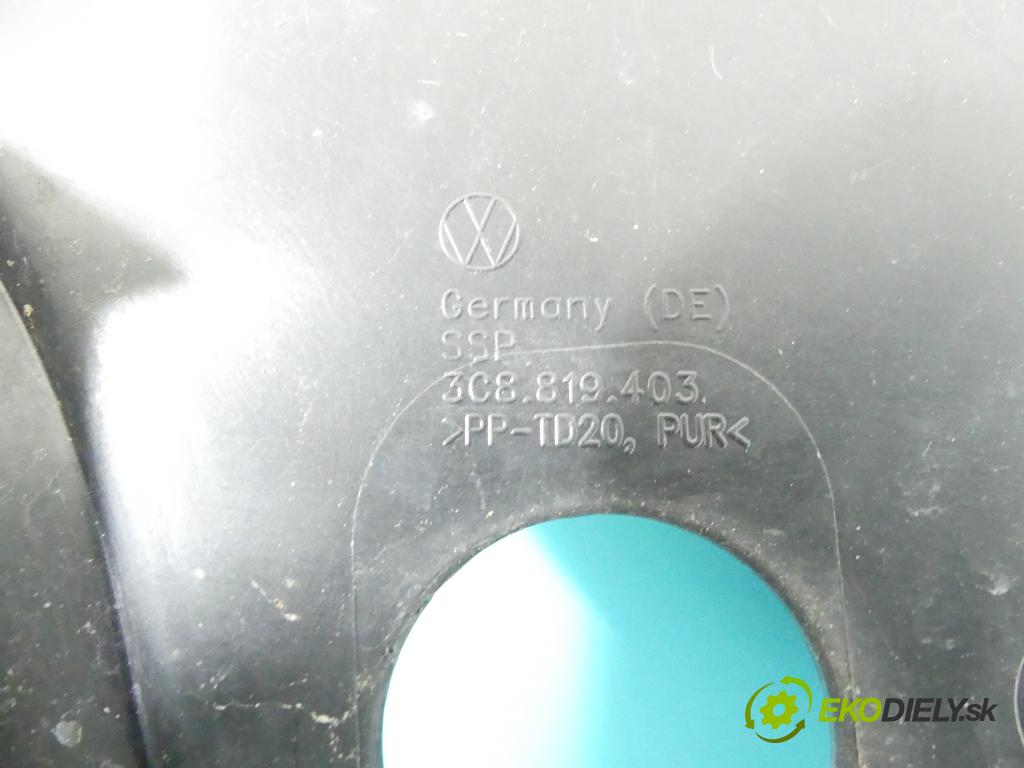 Germany (DE)
SSP
3C8.819.403.
>PP-TD20, PUR<
EKODIELY.sk